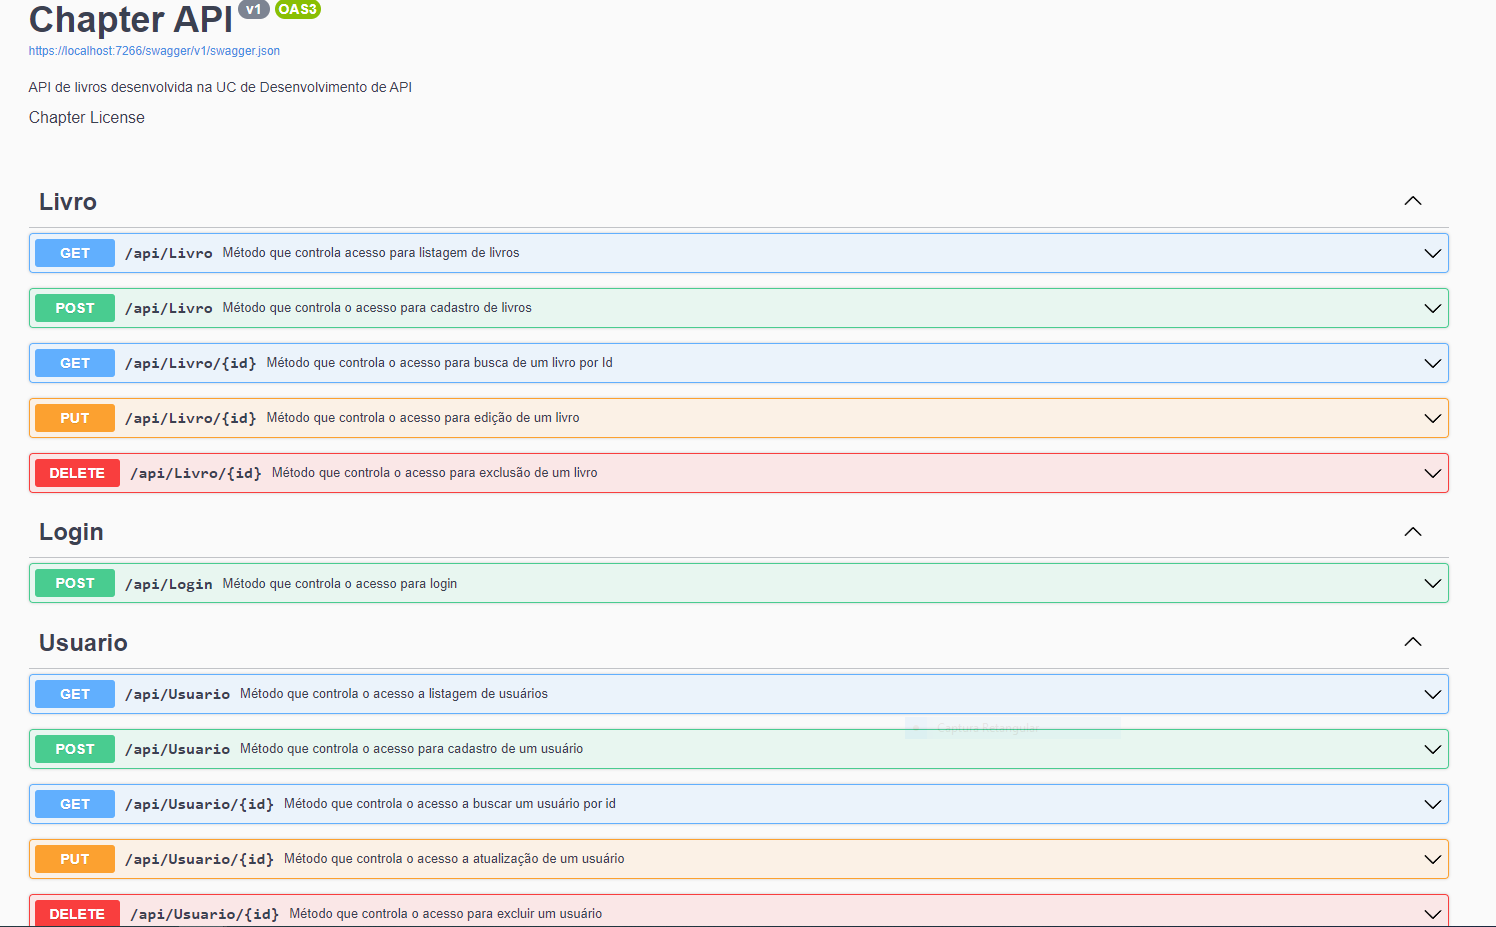 Chapter API v1 OAS3
https://localhost:7266/swagger/v1/swagger.json
API de livros desenvolvida na UC de Desenvolvimento de API
Chapter License
Livro
GET /api/Livro Método que controla acesso para listagem de livros
POST /api/Livro Método que controla o acesso para cadastro de livros
GET /api/Livro/{id} Método que controla o acesso para busca de um livro por Id
PUT /api/Livro/{id} Método que controla o acesso para edição de um livro
DELETE /api/Livro/{id} Método que controla o acesso para exclusão de um livro
Login
POST /api/Login Método que controla o acesso para login
Usuario
GET /api/Usuario Método que controla o acesso a listagem de usuários
Captura Retangular
POST /api/Usuario Método que controla o acesso para cadastro de um usuário
GET /api/Usuario/{id} Método que controla o acesso a buscar um usuário por id
PUT /api/Usuario/{id} Método que controla o acesso a atualização de um usuário
DELETE /api/Usuario/{id} Método que controla o acesso para excluir um usuário